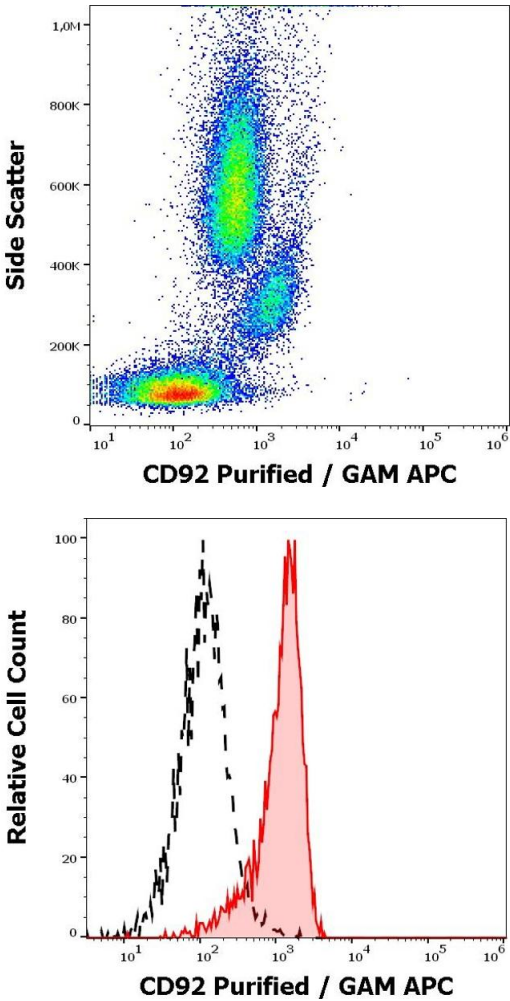 1,0M
800K
600K
400K
200K
0
Side Scatter
10¹ 10² 10³ 10⁴ 10⁵ 10⁶
CD92 Purified / GAM APC
100
80
60
40
20
0
Relative Cell Count
10¹ 10² 10³ 10⁴ 10⁵ 10⁶
CD92 Purified / GAM APC